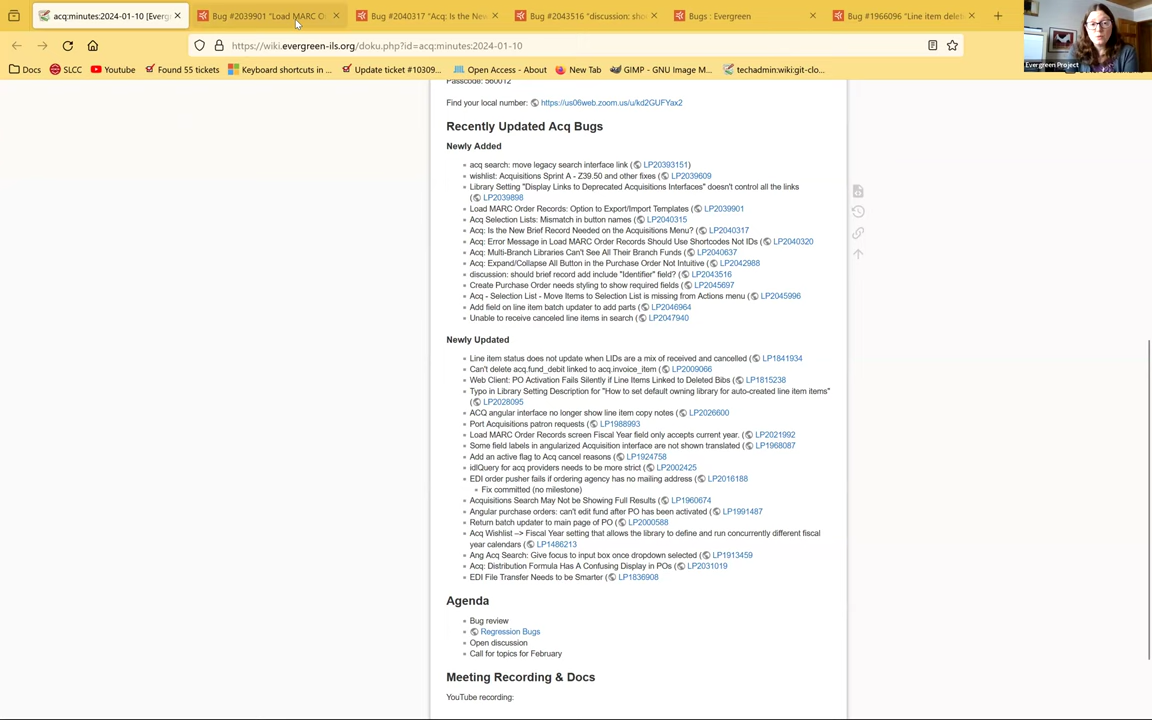 acq:minutes:2024-01-10 [Everg
Bug #2039901 "Load MARC O
Bug #2040317 "Acq: Is the Nev
Bug #2043516 "discussion: sho
Bugs : Evergreen
Bug #1966096 "Line item delet
https://wiki.evergreen-ils.org/doku.php?id=acq:minutes:2024-01-10
Docs
SLCC
Youtube
Found 55 tickets
Keyboard shortcuts in ...
Update ticket #10309...
Open Access - About
New Tab
GIMP - GNU Image M...
techadmin:wiki:git-clo...
Evergreen Project
Passcode: 560012
Find your local number: https://us06web.zoom.us/u/kd2GUFYax2
Recently Updated Acq Bugs
Newly Added
acq search: move legacy search interface link (LP20393151)
wishlist: Acquisitions Sprint A - Z39.50 and other fixes (LP2039609
Library Setting "Display Links to Deprecated Acquisitions Interfaces" doesn't control all the links
(LP2039898
Load MARC Order Records: Option to Export/Import Templates (LP2039901
Acq Selection Lists: Mismatch in button names (LP2040315
Acq: Is the New Brief Record Needed on the Acquisitions Menu? (LP2040317
Acq: Error Message in Load MARC Order Records Should Use Shortcodes Not IDs (LP2040320
Acq: Multi-Branch Libraries Can't See All Their Branch Funds (LP2040637
Acq: Expand/Collapse All Button in the Purchase Order Not Intuitive (LP2042988
discussion: should brief record add include "Identifier" field? (LP2043516
Create Purchase Order needs styling to show required fields (LP2045697
Acq - Selection List - Move Items to Selection List is missing from Actions menu (LP2045996
Add field on line item batch updater to add parts (LP2046964
Unable to receive canceled line items in search (LP2047940
Newly Updated
Line item status does not update when LIDs are a mix of received and cancelled (LP1841934
Can't delete acq.fund_debit linked to acq.invoice_item (LP2009066
Web Client: PO Activation Fails Silently if Line Items Linked to Deleted Bibs (LP1815238
Typo in Library Setting Description for "How to set default owning library for auto-created line item items"
(LP2028095
ACQ angular interface no longer show line item copy notes (LP2026600
Port Acquisitions patron requests (LP1988993
Load MARC Order Records screen Fiscal Year field only accepts current year. (LP2021992
Some field labels in angularized Acquisition interface are not shown translated (LP1968087
Add an active flag to Acq cancel reasons (LP1924758
idlQuery for acq providers needs to be more strict (LP2002425
EDI order pusher fails if ordering agency has no mailing address (LP2016188
Fix committed (no milestone)
Acquisitions Search May Not be Showing Full Results (LP1960674
Angular purchase orders: can't edit fund after PO has been activated (LP1991487
Return batch updater to main page of PO (LP2000588
Acq Wishlist –> Fiscal Year setting that allows the library to define and run concurrently different fiscal
year calendars (LP1486213
Ang Acq Search: Give focus to input box once dropdown selected (LP1913459
Acq: Distribution Formula Has A Confusing Display in POs (LP2031019
EDI File Transfer Needs to be Smarter (LP1836908
Agenda
Bug review
Regression Bugs
Open discussion
Call for topics for February
Meeting Recording & Docs
YouTube recording: